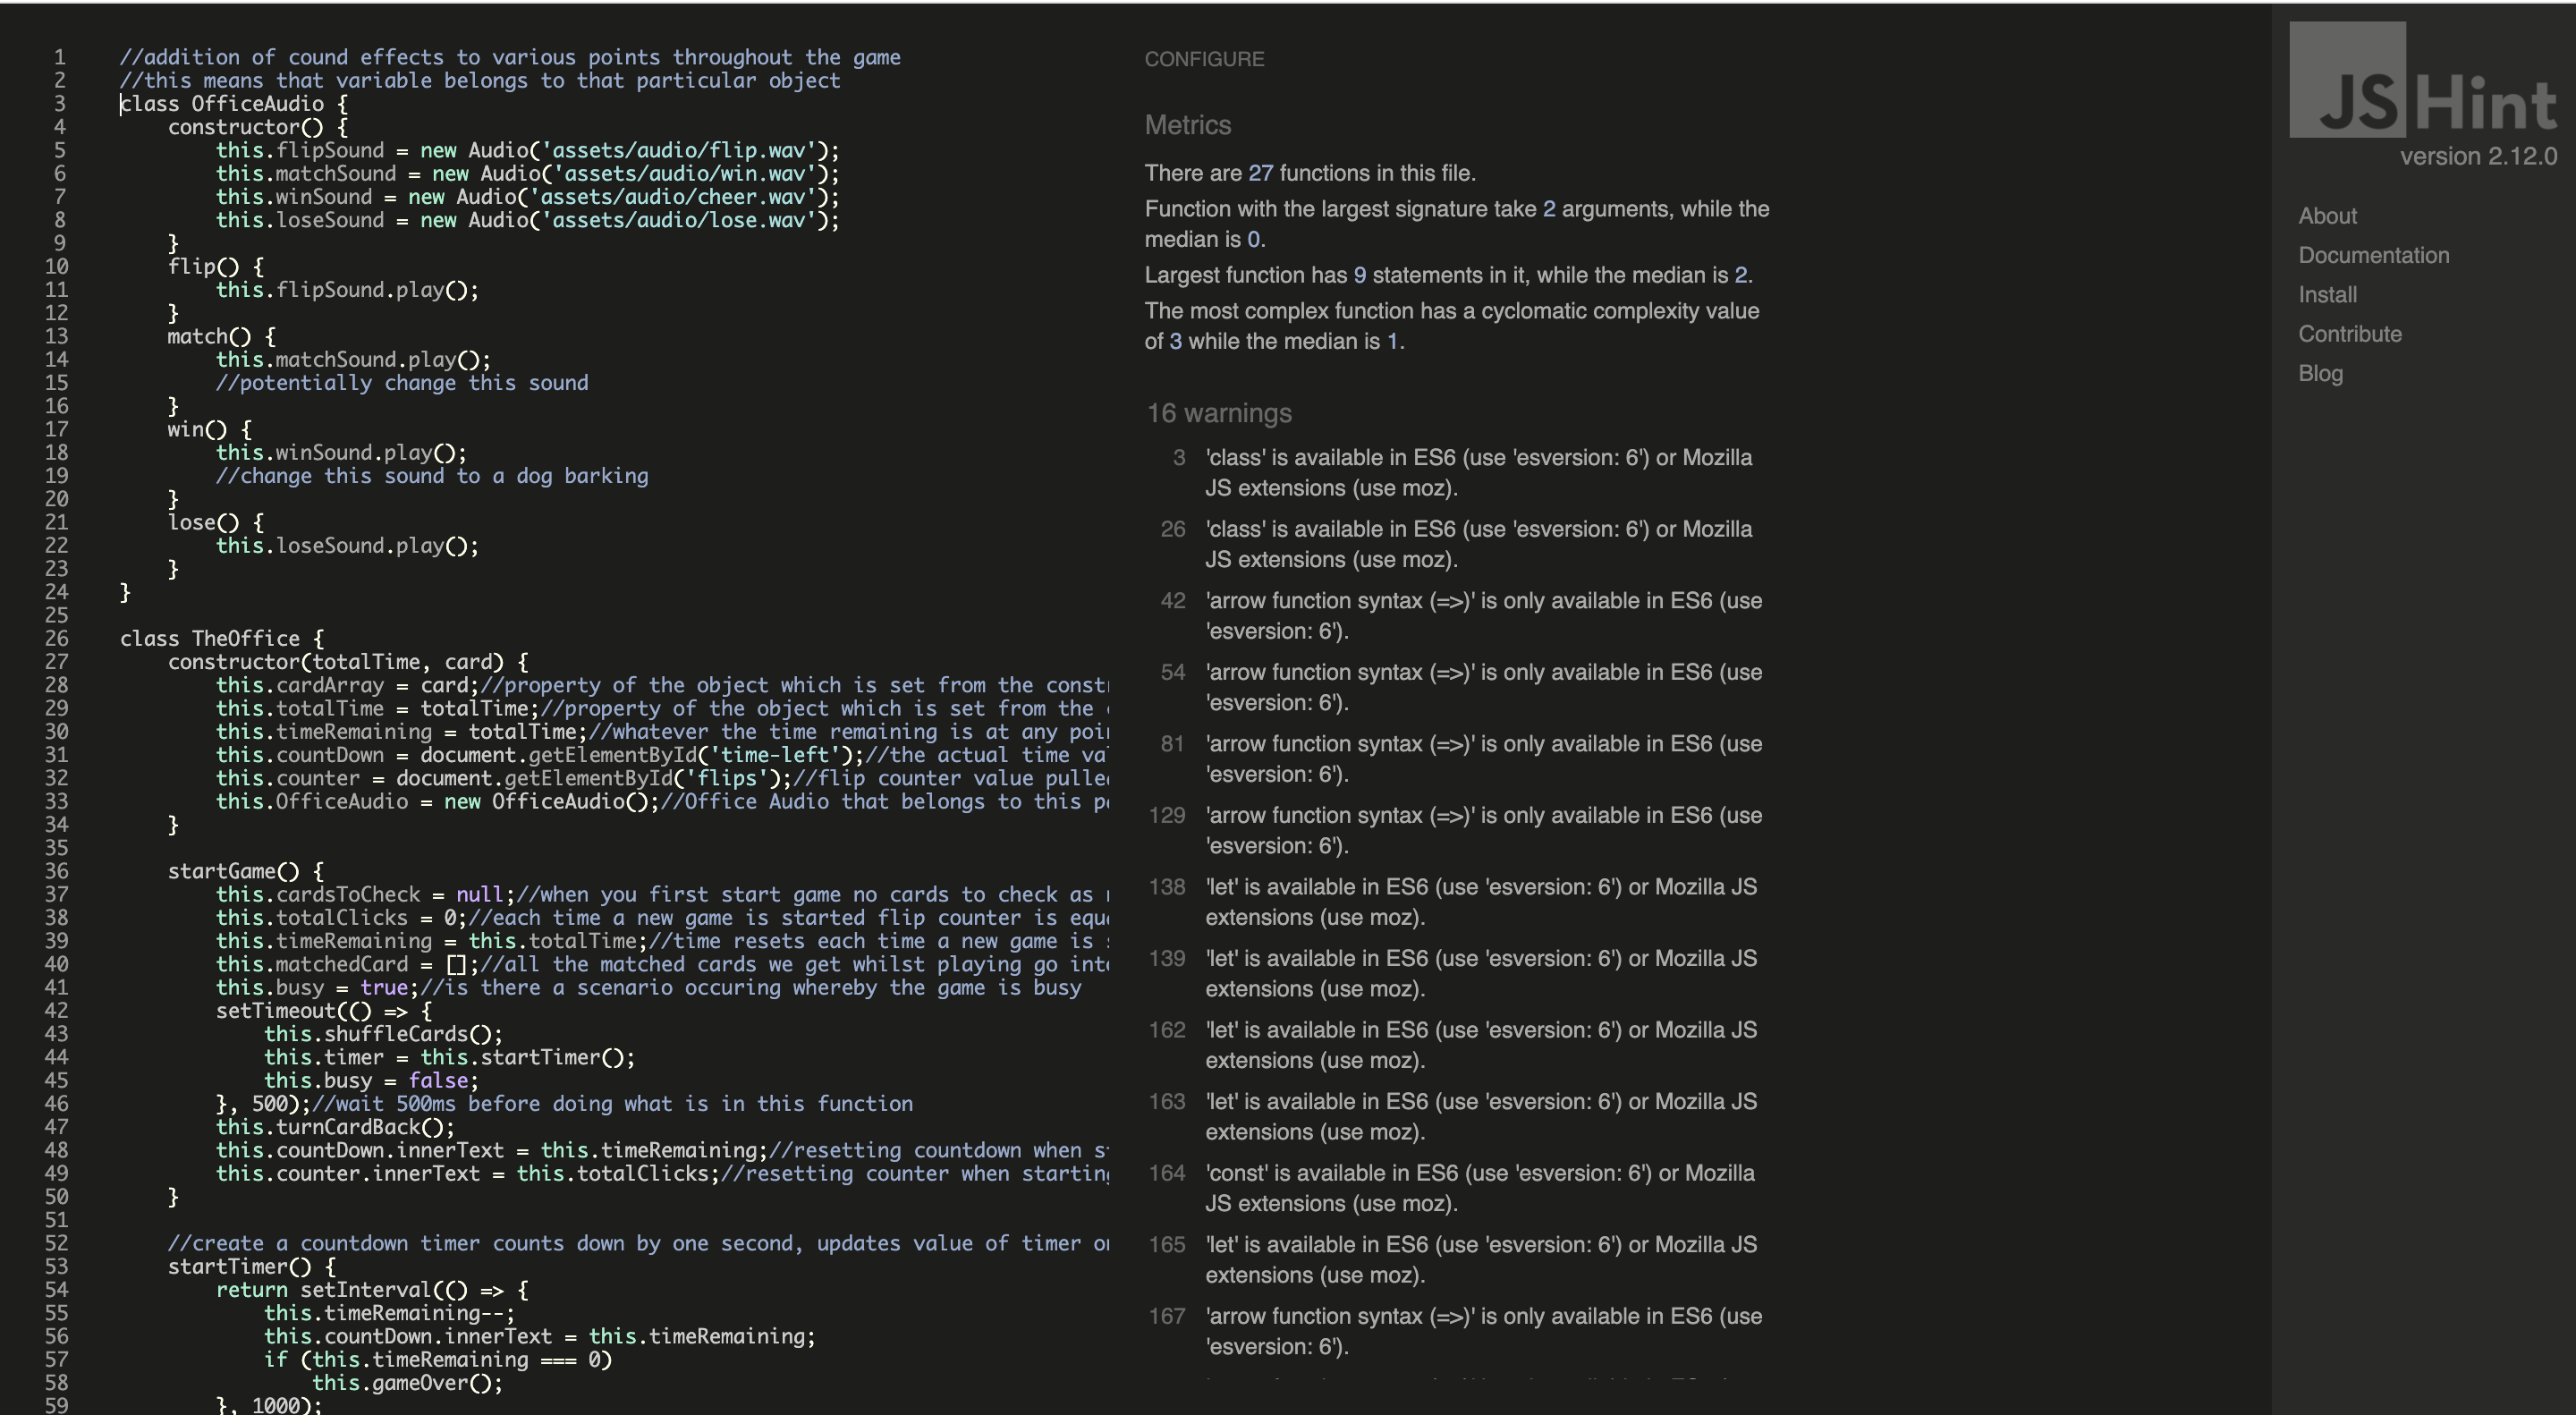 1 //addition of cound effects to various points throughout the game
2 //this means that variable belongs to that particular object
3 class OfficeAudio {
4 constructor() {
5 this.flipSound = new Audio('assets/audio/flip.wav');
6 this.matchSound = new Audio('assets/audio/win.wav');
7 this.winSound = new Audio('assets/audio/cheer.wav');
8 this.loseSound = new Audio('assets/audio/lose.wav');
9 }
10 flip() {
11 this.flipSound.play();
12 }
13 match() {
14 this.matchSound.play();
15 //potentially change this sound
16 }
17 win() {
18 this.winSound.play();
19 //change this sound to a dog barking
20 }
21 lose() {
22 this.loseSound.play();
23 }
24 }
25
26 class TheOffice {
27 constructor(totalTime, card) {
28 this.cardArray = card;//property of the object which is set from the
29 this.totalTime = totalTime;//property of the object which is set from the
30 this.timeRemaining = totalTime;//whatever the time remaining is at any
31 this.countDown = document.getElementById('time-left');//the actual time
32 this.counter = document.getElementById('flips');//flip counter value
33 this.OfficeAudio = new OfficeAudio();//Office Audio that belongs to this
34 }
35
36 startGame() {
37 this.cardsToCheck = null;//when you first start game no cards to check as
38 this.totalClicks = 0;//each time a new game is started flip counter is
39 this.timeRemaining = this.totalTime;//time resets each time a new game is
40 this.matchedCard = [];//all the matched cards we get whilst playing go
41 this.busy = true;//is there a scenario occuring whereby the game is busy
42 setTimeout(() => {
43 this.shuffleCards();
44 this.timer = this.startTimer();
45 this.busy = false;
46 }, 500);//wait 500ms before doing what is in this function
47 this.turnCardBack();
48 this.countDown.innerText = this.timeRemaining;//resetting countdown when
49 this.counter.innerText = this.totalClicks;//resetting counter when
50 }
51
52 //create a countdown timer counts down by one second, updates value of timer
53 startTimer() {
54 return setInterval(() => {
55 this.timeRemaining--;
56 this.countDown.innerText = this.timeRemaining;
57 if (this.timeRemaining === 0)
58 this.gameOver();
59 }, 1000);
CONFIGURE
Metrics
There are 27 functions in this file.
Function with the largest signature take 2 arguments, while the
median is 0.
Largest function has 9 statements in it, while the median is 2.
The most complex function has a cyclomatic complexity value
of 3 while the median is 1.
16 warnings
3 'class' is available in ES6 (use 'esversion: 6') or Mozilla
JS extensions (use moz).
26 'class' is available in ES6 (use 'esversion: 6') or Mozilla
JS extensions (use moz).
42 'arrow function syntax (=>)' is only available in ES6 (use
'esversion: 6').
54 'arrow function syntax (=>)' is only available in ES6 (use
'esversion: 6').
81 'arrow function syntax (=>)' is only available in ES6 (use
'esversion: 6').
129 'arrow function syntax (=>)' is only available in ES6 (use
'esversion: 6').
138 'let' is available in ES6 (use 'esversion: 6') or Mozilla JS
extensions (use moz).
139 'let' is available in ES6 (use 'esversion: 6') or Mozilla JS
extensions (use moz).
162 'let' is available in ES6 (use 'esversion: 6') or Mozilla JS
extensions (use moz).
163 'let' is available in ES6 (use 'esversion: 6') or Mozilla JS
extensions (use moz).
164 'const' is available in ES6 (use 'esversion: 6') or Mozilla
JS extensions (use moz).
165 'let' is available in ES6 (use 'esversion: 6') or Mozilla JS
extensions (use moz).
167 'arrow function syntax (=>)' is only available in ES6 (use
'esversion: 6').
JSHint
version 2.12.0
About
Documentation
Install
Contribute
Blog